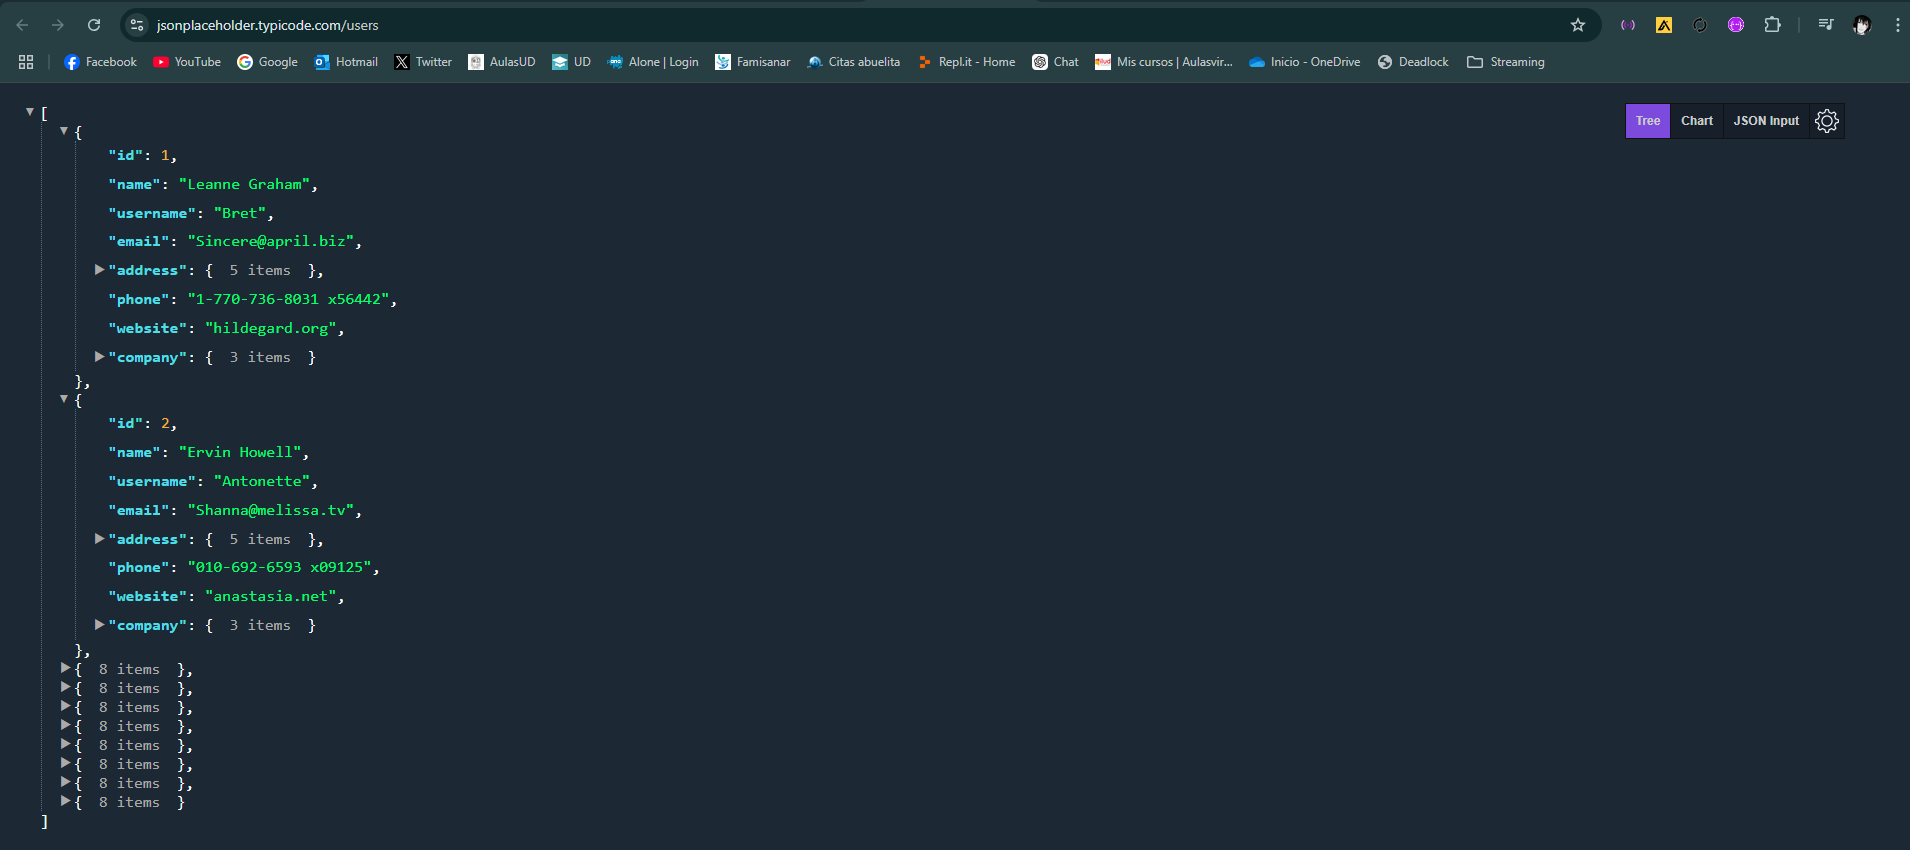 jsonplaceholder.typicode.com/users
Facebook YouTube Google Hotmail Twitter AulasUD UD Alone | Login Famisanar Citas abuelita Repl.it - Home Chat Mis cursos | Aulasvir... Inicio - OneDrive Deadlock Streaming
Tree Chart JSON Input
[
{
"id": 1,
"name": "Leanne Graham",
"username": "Bret",
"email": "Sincere@april.biz",
"address": { 5 items },
"phone": "1-770-736-8031 x56442",
"website": "hildegard.org",
"company": { 3 items }
},
{
"id": 2,
"name": "Ervin Howell",
"username": "Antonette",
"email": "Shanna@melissa.tv",
"address": { 5 items },
"phone": "010-692-6593 x09125",
"website": "anastasia.net",
"company": { 3 items }
},
{ 8 items },
{ 8 items },
{ 8 items },
{ 8 items },
{ 8 items },
{ 8 items },
{ 8 items },
{ 8 items }
]